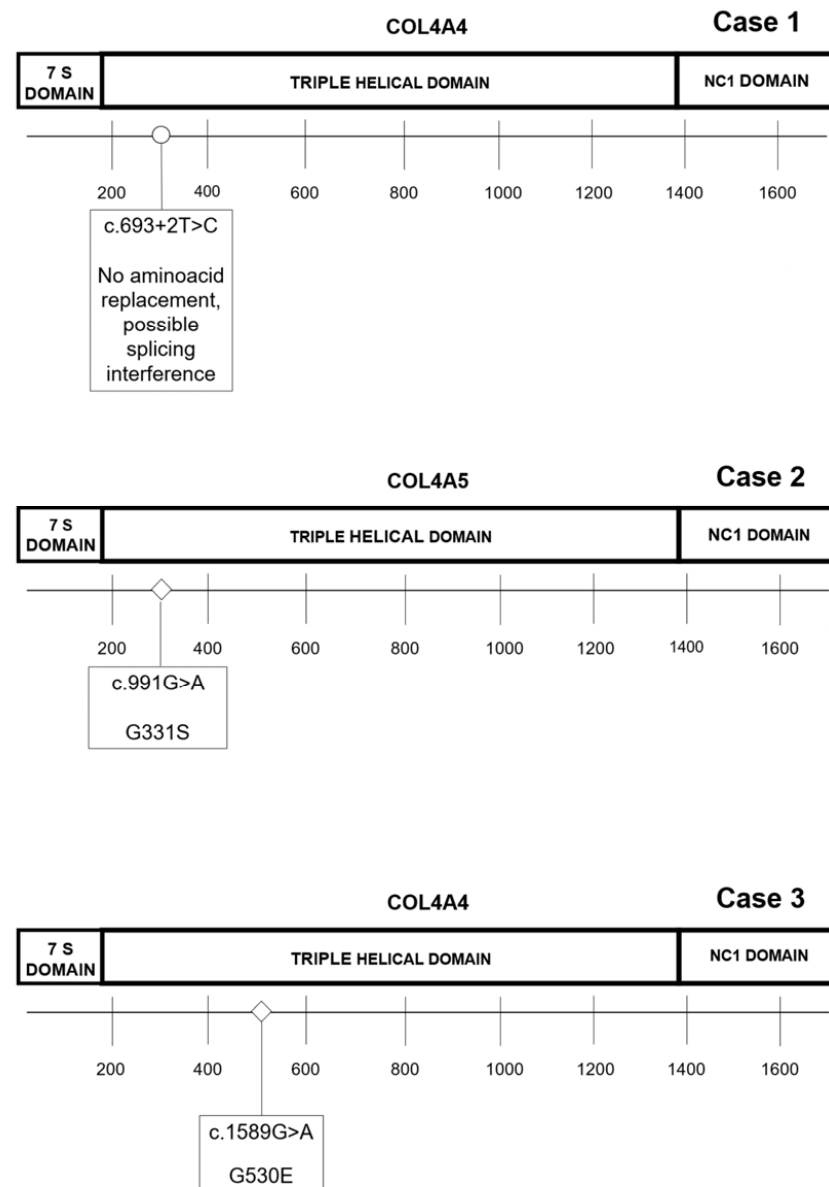 COL4A4 Case 1
7 S DOMAIN TRIPLE HELICAL DOMAIN NC1 DOMAIN
200 400 600 800 1000 1200 1400 1600
c.693+2T>C
No aminoacid
replacement,
possible
splicing
interference
COL4A5 Case 2
7 S DOMAIN TRIPLE HELICAL DOMAIN NC1 DOMAIN
200 400 600 800 1000 1200 1400 1600
c.991G>A
G331S
COL4A4 Case 3
7 S DOMAIN TRIPLE HELICAL DOMAIN NC1 DOMAIN
200 400 600 800 1000 1200 1400 1600
c.1589G>A
G530E